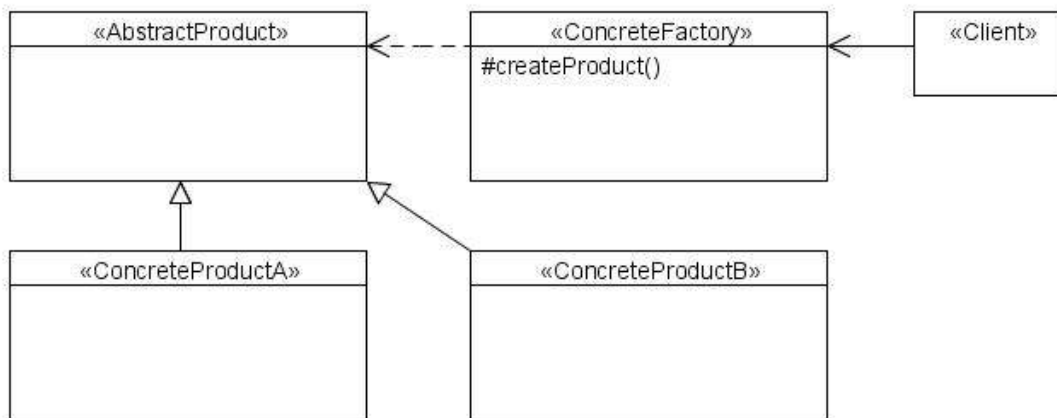 «AbstractProduct»
«ConcreteFactory»
«Client»
#createProduct()
«ConcreteProductA»
«ConcreteProductB»